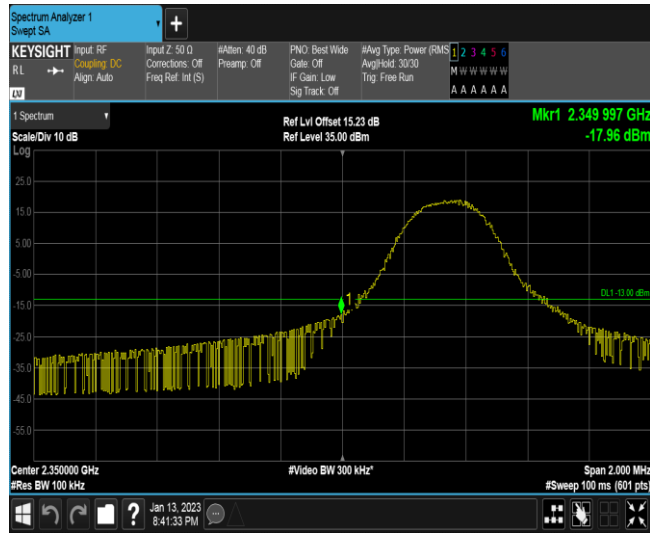 Spectrum Analyzer 1
Swept SA
+
KEYSIGHT
RL
LXI
Input: RF
Coupling: DC
Align: Auto
Input Z: 50 Ω
Corrections: Off
Freq Ref: Int (S)
#Atten: 40 dB
Preamp: Off
PNO: Best Wide
Gate: Off
IF Gain: Low
Sig Track: Off
#Avg Type: Power (RMS
Avg|Hold: 30/30
Trig: Free Run
1 2 3 4 5 6
M W W W W W
A A A A A A
1 Spectrum
Scale/Div 10 dB
Log
Ref Lvl Offset 15.23 dB
Ref Level 35.00 dBm
Mkr1 2.349 997 GHz
-17.96 dBm
25.0
15.0
5.00
-5.00
-15.0
-25.0
-35.0
-45.0
-55.0
1
DL1 -13.00 dBm
Center 2.350000 GHz
#Res BW 100 kHz
#Video BW 300 kHz*
Span 2.000 MHz
#Sweep 100 ms (601 pts)
?
Jan 13, 2023
8:41:33 PM